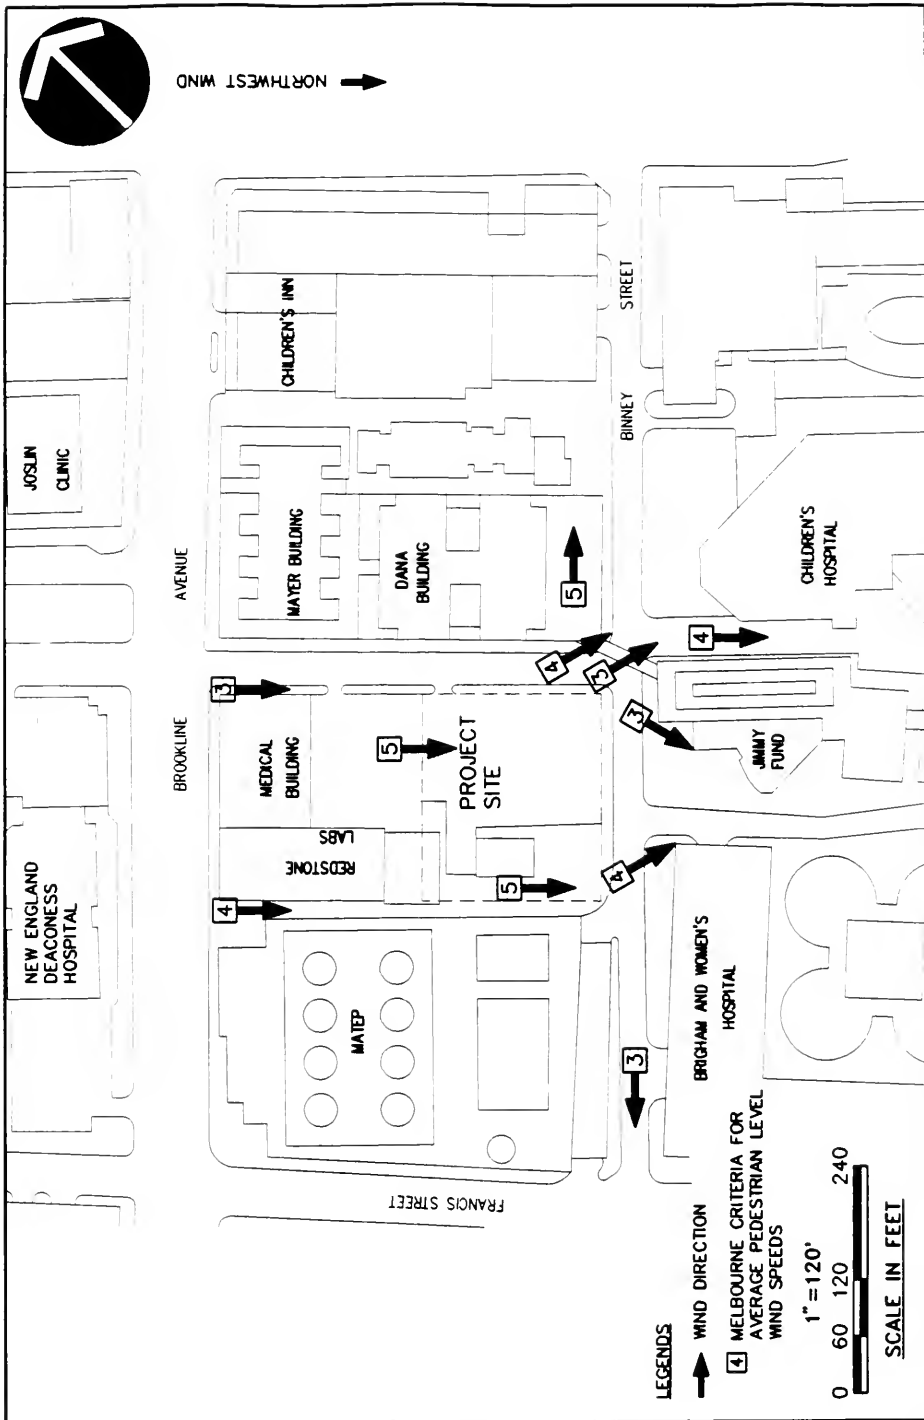 NORTHWEST WIND
JOSLIN
CLINIC
NEW ENGLAND
DEACONESS
HOSPITAL
BROOKLINE
AVENUE
CHILDREN'S INN
MAYER BUILDING
DANA
BUILDING
MEDICAL
BUILDING
REDSTONE
LABS
PROJECT
SITE
MATEP
FRANCIS STREET
BINNEY
STREET
CHILDREN'S
HOSPITAL
JIMMY
FUND
BRIGHAM AND WOMEN'S
HOSPITAL
3
5
4
5
5
4
3
3
4
4
3
LEGENDS
WIND DIRECTION
4 MELBOURNE CRITERIA FOR
AVERAGE PEDESTRIAN LEVEL
WIND SPEEDS
1"=120'
0 60 120 240
SCALE IN FEET